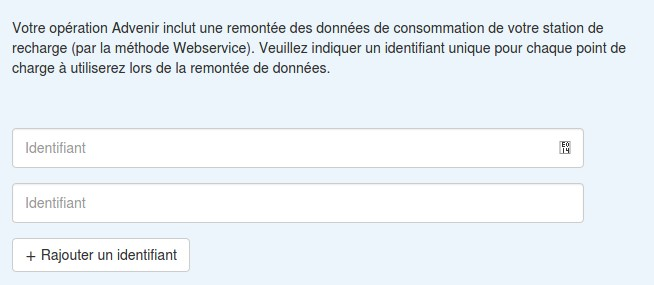 Votre opération Advenir inclut une remontée des données de consommation de votre station de
recharge (par la méthode Webservice). Veuillez indiquer un identifiant unique pour chaque point de
charge à utiliserez lors de la remontée de données.
Identifiant
Identifiant
+ Rajouter un identifiant